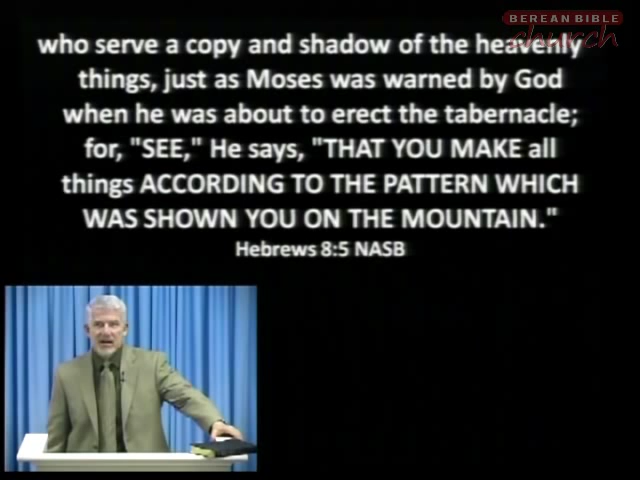 BEREAN BIBLE
church
who serve a copy and shadow of the heavenly
things, just as Moses was warned by God
when he was about to erect the tabernacle;
for, "SEE," He says, "THAT YOU MAKE all
things ACCORDING TO THE PATTERN WHICH
WAS SHOWN YOU ON THE MOUNTAIN."
Hebrews 8:5 NASB